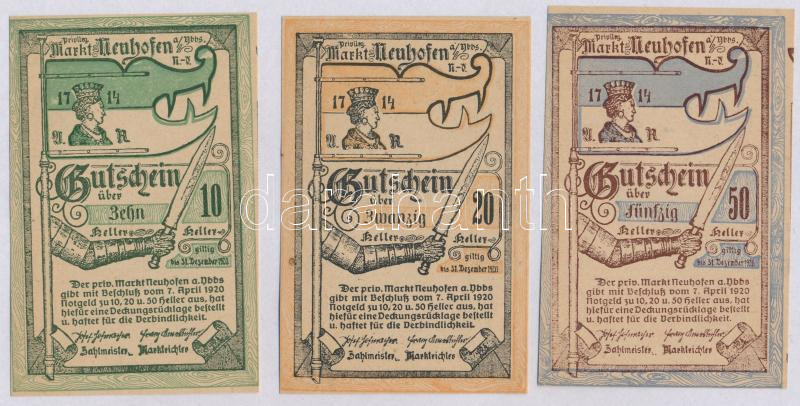 Privileg.
Markt Neuhofen a/Ybbs.
N.-Ö.
17 14
A. R.
Gutschein
über
Zehn 10
Heller Heller
giltig
bis 31. Dezember 1920
Der priv. Markt Neuhofen a. Ybbs
gibt mit Beschluß vom 7. April 1920
Notgeld zu 10, 20 u. 50 Heller aus, hat
hiefür eine Deckungsrücklage bestellt
u. haftet für die Verbindlichkeit.
Zahlmeister. Marktrichter
Privileg.
Markt Neuhofen a/Ybbs.
N.-Ö.
17 14
A. R.
Gutschein
über
Zwanzig 20
Heller Heller
giltig
bis 31. Dezember 1920
Der priv. Markt Neuhofen a. Ybbs
gibt mit Beschluß vom 7. April 1920
Notgeld zu 10, 20 u. 50 Heller aus, hat
hiefür eine Deckungsrücklage bestellt
u. haftet für die Verbindlichkeit.
Zahlmeister. Marktrichter
Privileg.
Markt Neuhofen a/Ybbs.
N.-Ö.
17 14
A. R.
Gutschein
über
Fünfzig 50
Heller Heller
giltig
bis 31. Dezember 1920
Der priv. Markt Neuhofen a. Ybbs
gibt mit Beschluß vom 7. April 1920
Notgeld zu 10, 20 u. 50 Heller aus, hat
hiefür eine Deckungsrücklage bestellt
u. haftet für die Verbindlichkeit.
Zahlmeister. Marktrichter
darabanth